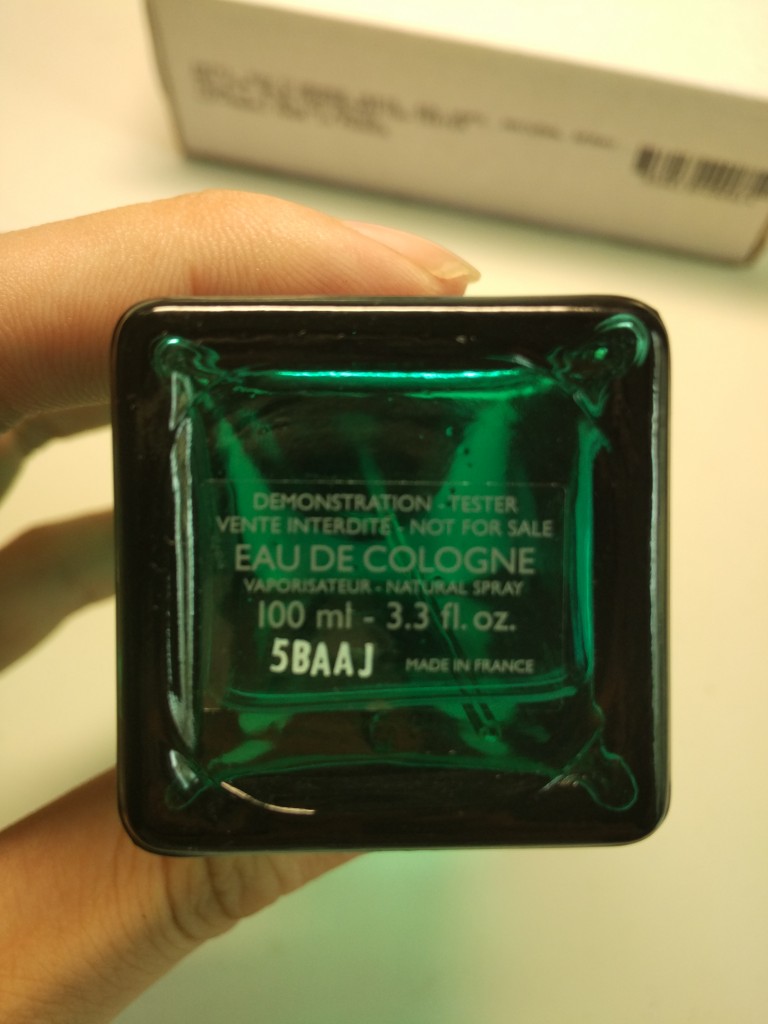 DEMONSTRATION - TESTER
VENTE INTERDITE - NOT FOR SALE
EAU DE COLOGNE
VAPORISATEUR - NATURAL SPRAY
100 ml - 3.3 fl. oz.
5BAAJ MADE IN FRANCE